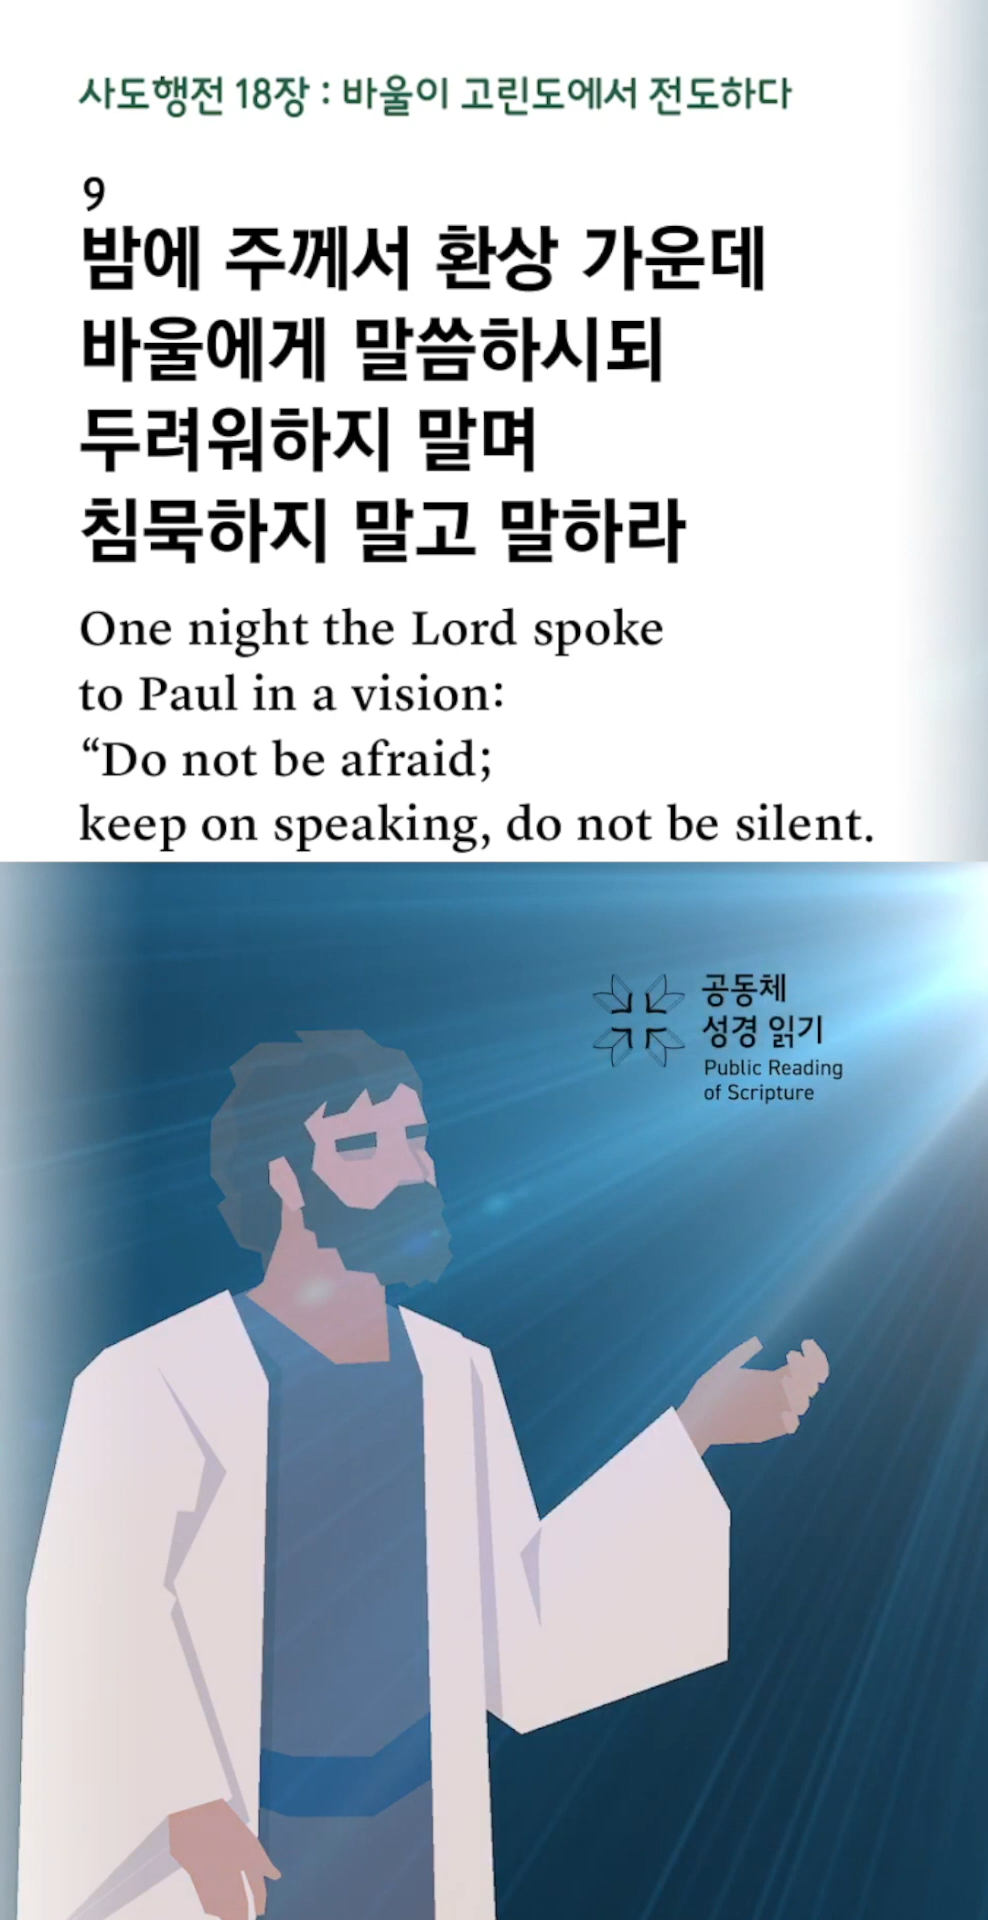 사도행전 18장 : 바울이 고린도에서 전도하다
9
밤에 주께서 환상 가운데
바울에게 말씀하시되
두려워하지 말며
침묵하지 말고 말하라
One night the Lord spoke
to Paul in a vision:
“Do not be afraid;
keep on speaking, do not be silent.
공동체
성경 읽기
Public Reading
of Scripture